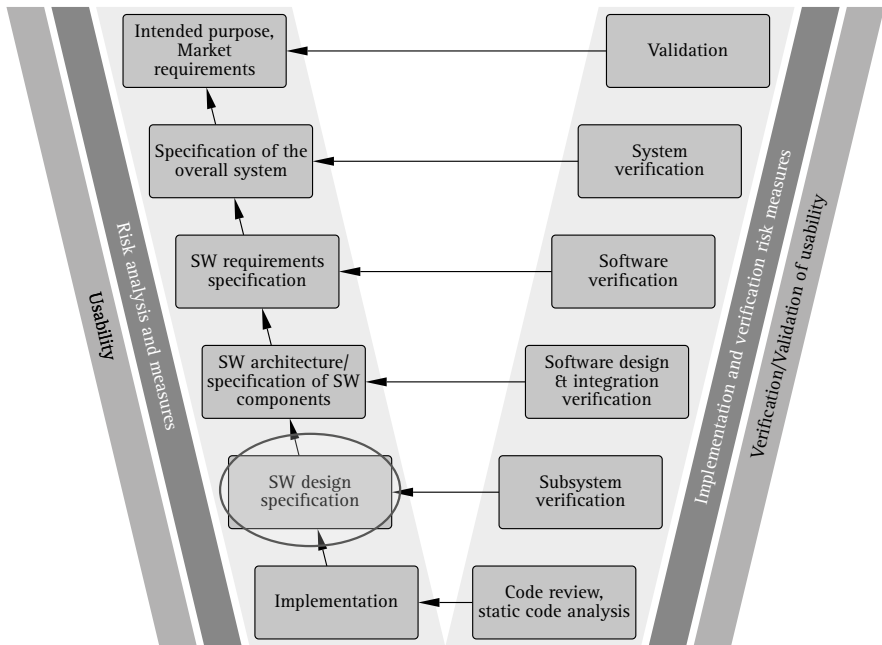 Intended purpose,
Market
requirements
Validation
Specification of the
overall system
System
verification
SW requirements
specification
Software
verification
SW architecture/
specification of SW
components
Software design
& integration
verification
SW design
specification
Subsystem
verification
Implementation
Code review,
static code analysis
Usability
Risk analysis and measures
Implementation and verification risk measures
Verification/Validation of usability